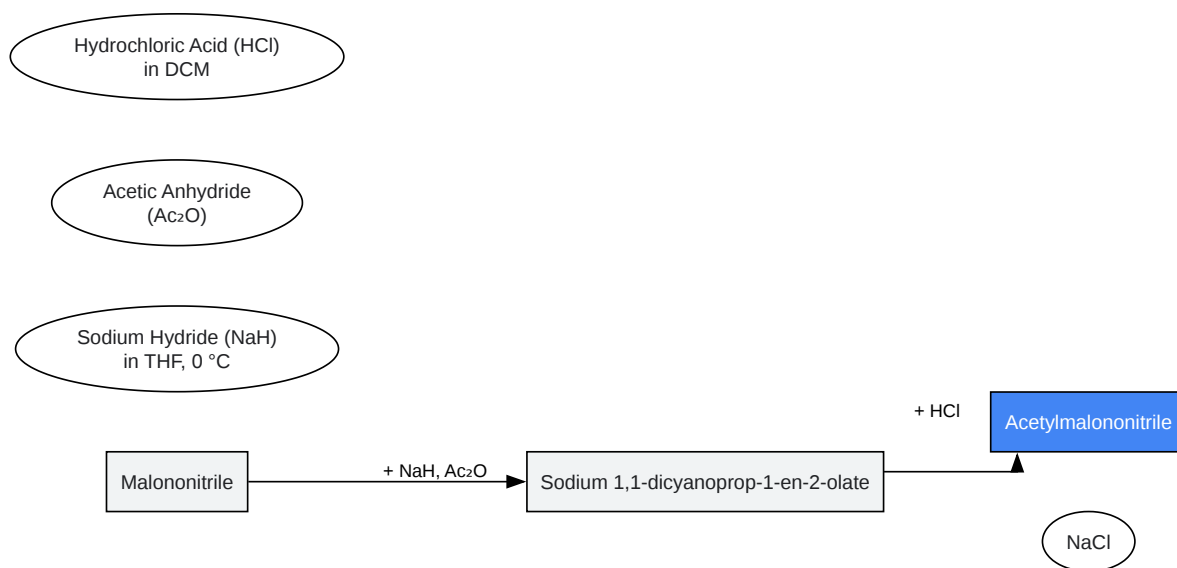 Hydrochloric Acid (HCl)
in DCM
Acetic Anhydride
(Ac₂O)
Sodium Hydride (NaH)
in THF, 0 °C
+ HCl
Acetylmalononitrile
Malononitrile
+ NaH, Ac₂O
Sodium 1,1-dicyanoprop-1-en-2-olate
NaCl